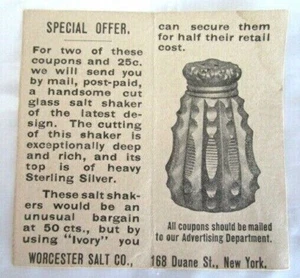 SPECIAL OFFER.
For two of these
coupons and 25c.
we will send you
by mail, post-paid,
a handsome cut
glass salt shaker
of the latest de-
sign. The cutting
of this shaker is
exceptionally deep
and rich, and its
top is of heavy
Sterling Silver.
These salt shak-
ers would be an
unusual bargain
at 50 cts., but by
using "Ivory" you
can secure them
for half their retail
cost.
All coupons should be mailed
to our Advertising Department.
WORCESTER SALT CO., 168 Duane St., New York.